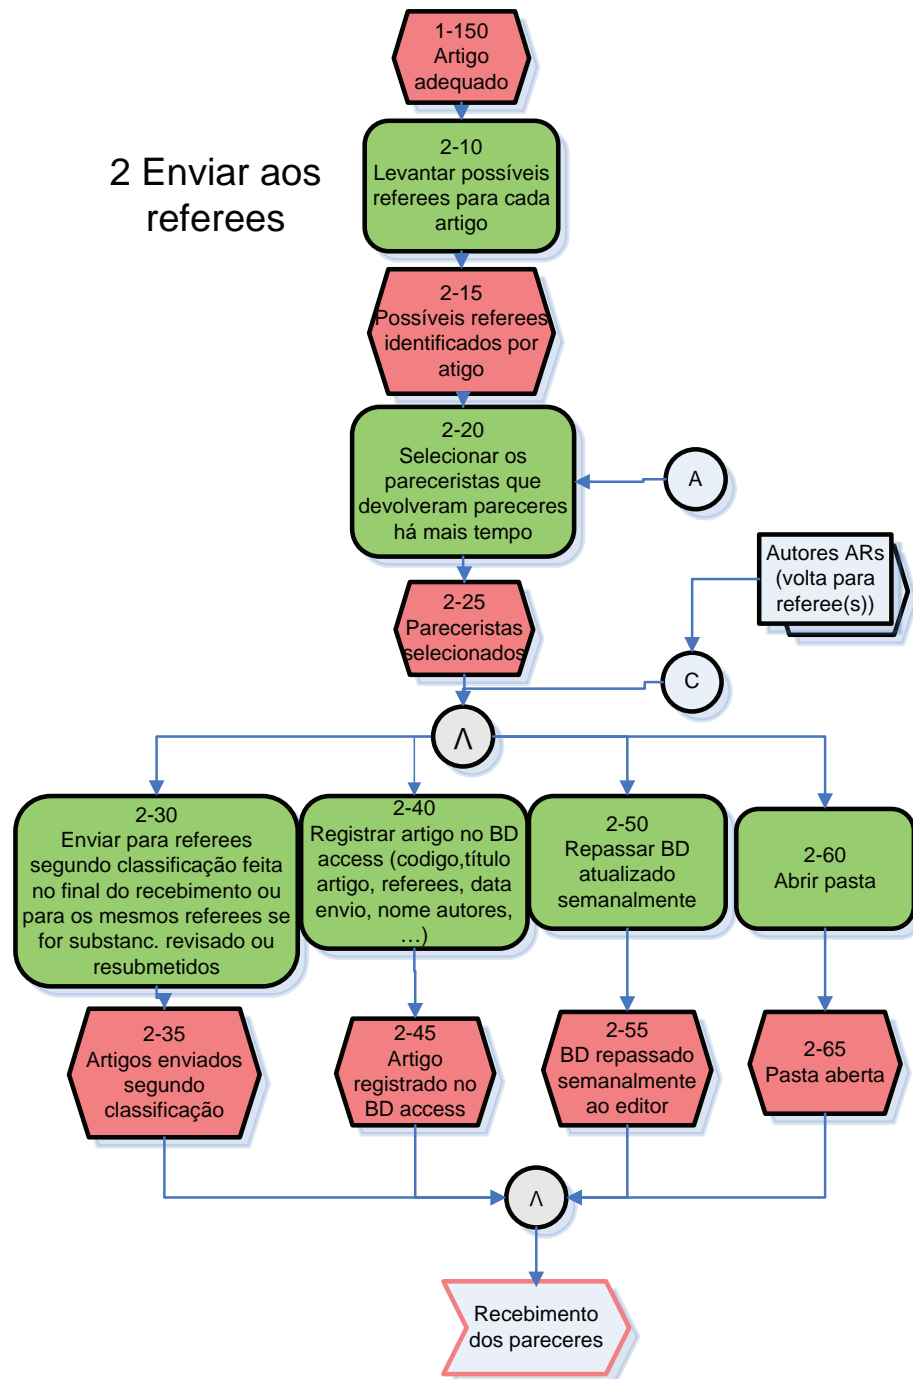 1-150
Artigo
adequado
2 Enviar aos
referees
2-10
Levantar possíveis
referees para cada
artigo
2-15
Possíveis referees
identificados por
atigo
2-20
Selecionar os
pareceristas que
devolveram pareceres
há mais tempo
A
Autores ARs
(volta para
referee(s))
2-25
Pareceristas
selecionados
C
Λ
2-30
Enviar para referees
segundo classificação feita
no final do recebimento ou
para os mesmos referees se
for substanc. revisado ou
resubmetidos
2-40
Registrar artigo no BD
access (codigo,título
artigo, referees, data
envio, nome autores,
…)
2-50
Repassar BD
atualizado
semanalmente
2-60
Abrir pasta
2-35
Artigos enviados
segundo
classificação
2-45
Artigo
registrado no
BD access
2-55
BD repassado
semanalmente
ao editor
2-65
Pasta aberta
Λ
Recebimento
dos pareceres